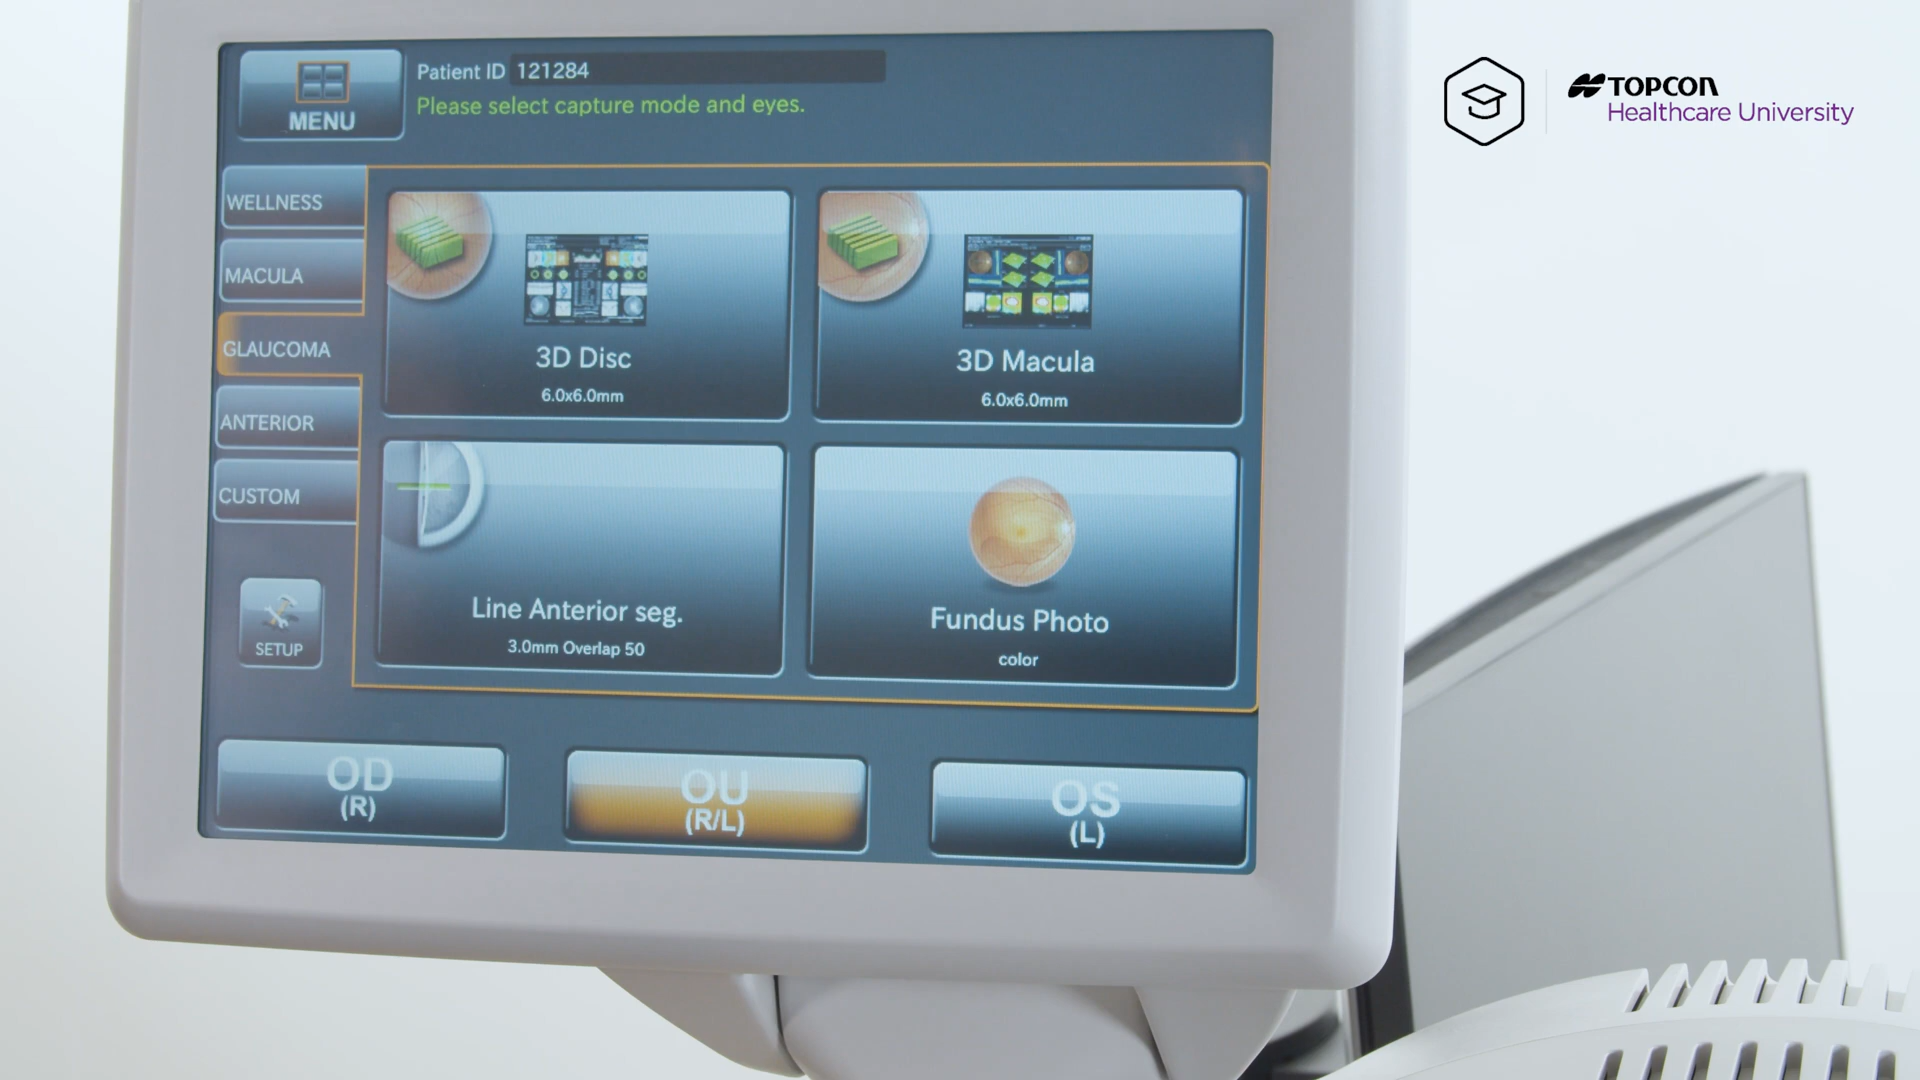 MENU
Patient ID 121284
Please select capture mode and eyes.
WELLNESS
MACULA
GLAUCOMA
ANTERIOR
CUSTOM
SETUP
3D Disc
6.0x6.0mm
3D Macula
6.0x6.0mm
Line Anterior seg.
3.0mm Overlap 50
Fundus Photo
color
OD
(R)
OU
(R/L)
OS
(L)
TOPCON
Healthcare University